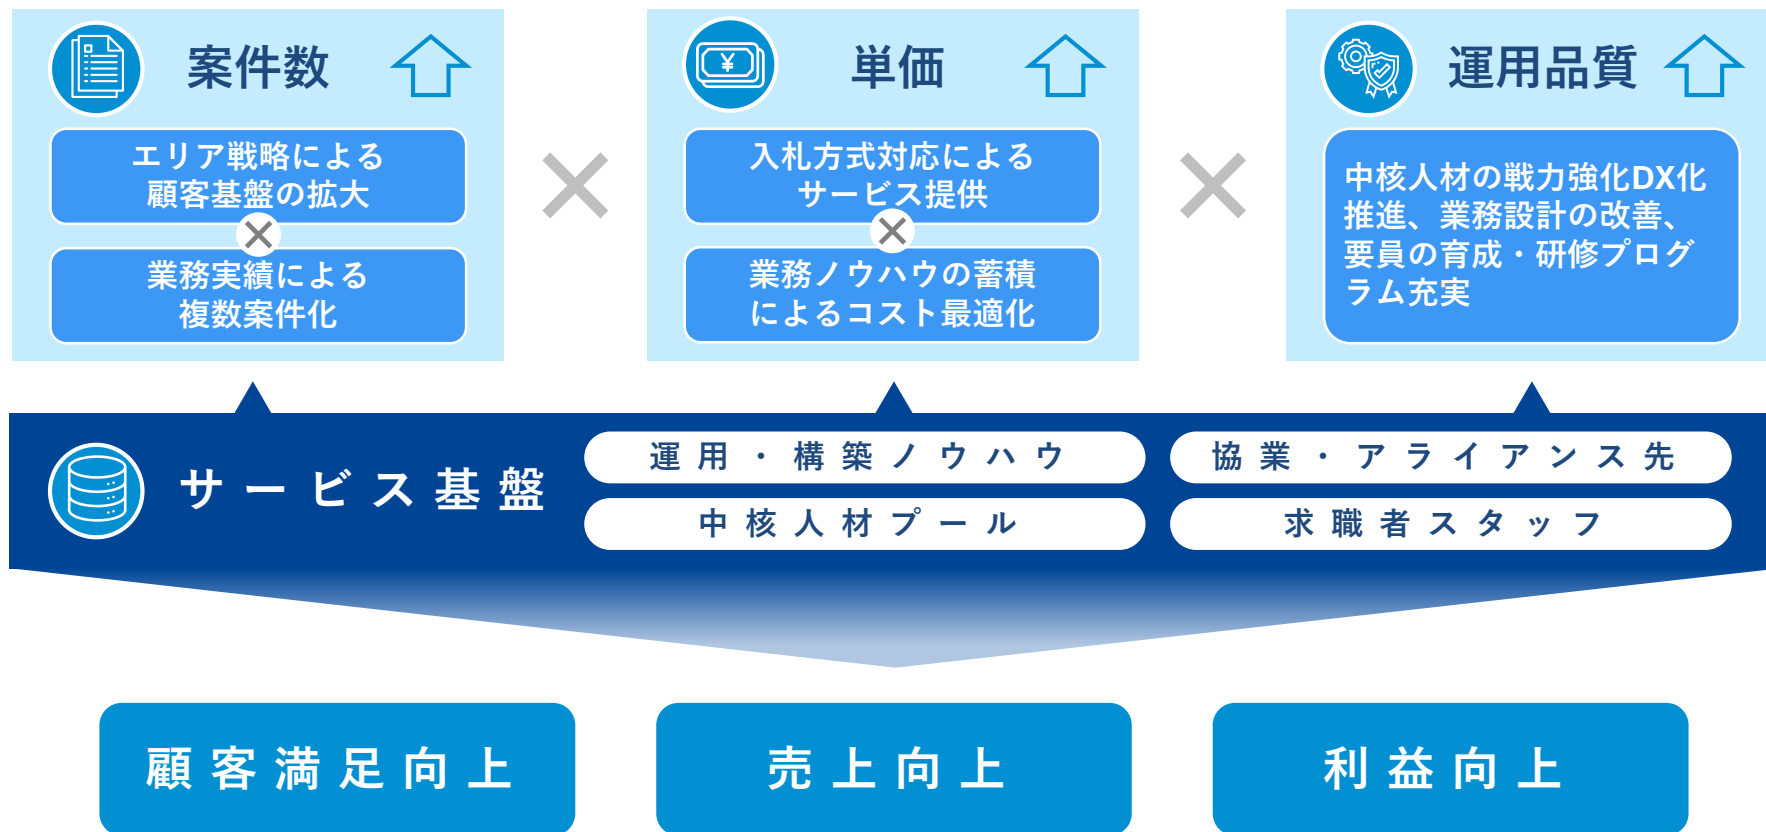 案件数
エリア戦略による
顧客基盤の拡大
業務実績による
複数案件化
単価
入札方式対応による
サービス提供
業務ノウハウの蓄積
によるコスト最適化
運用品質
中核人材の戦力強化DX化
推進、業務設計の改善、
要員の育成・研修プログ
ラム充実
サービス基盤
運用・構築ノウハウ
協業・アライアンス先
中核人材プール
求職者スタッフ
顧客満足向上
売上向上
利益向上